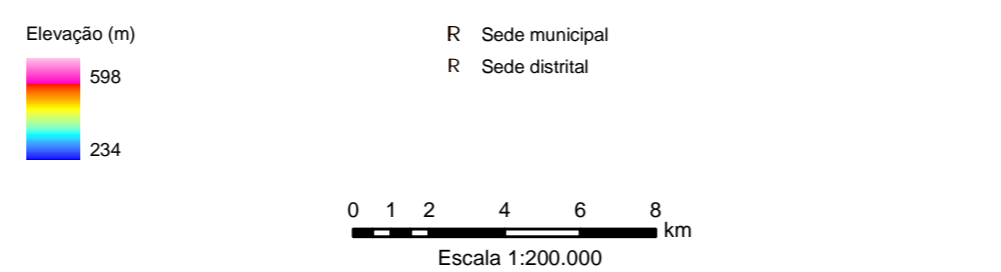 Elevação (m)
598
234
R Sede municipal
R Sede distrital
0 1 2 4 6 8
km
Escala 1:200.000